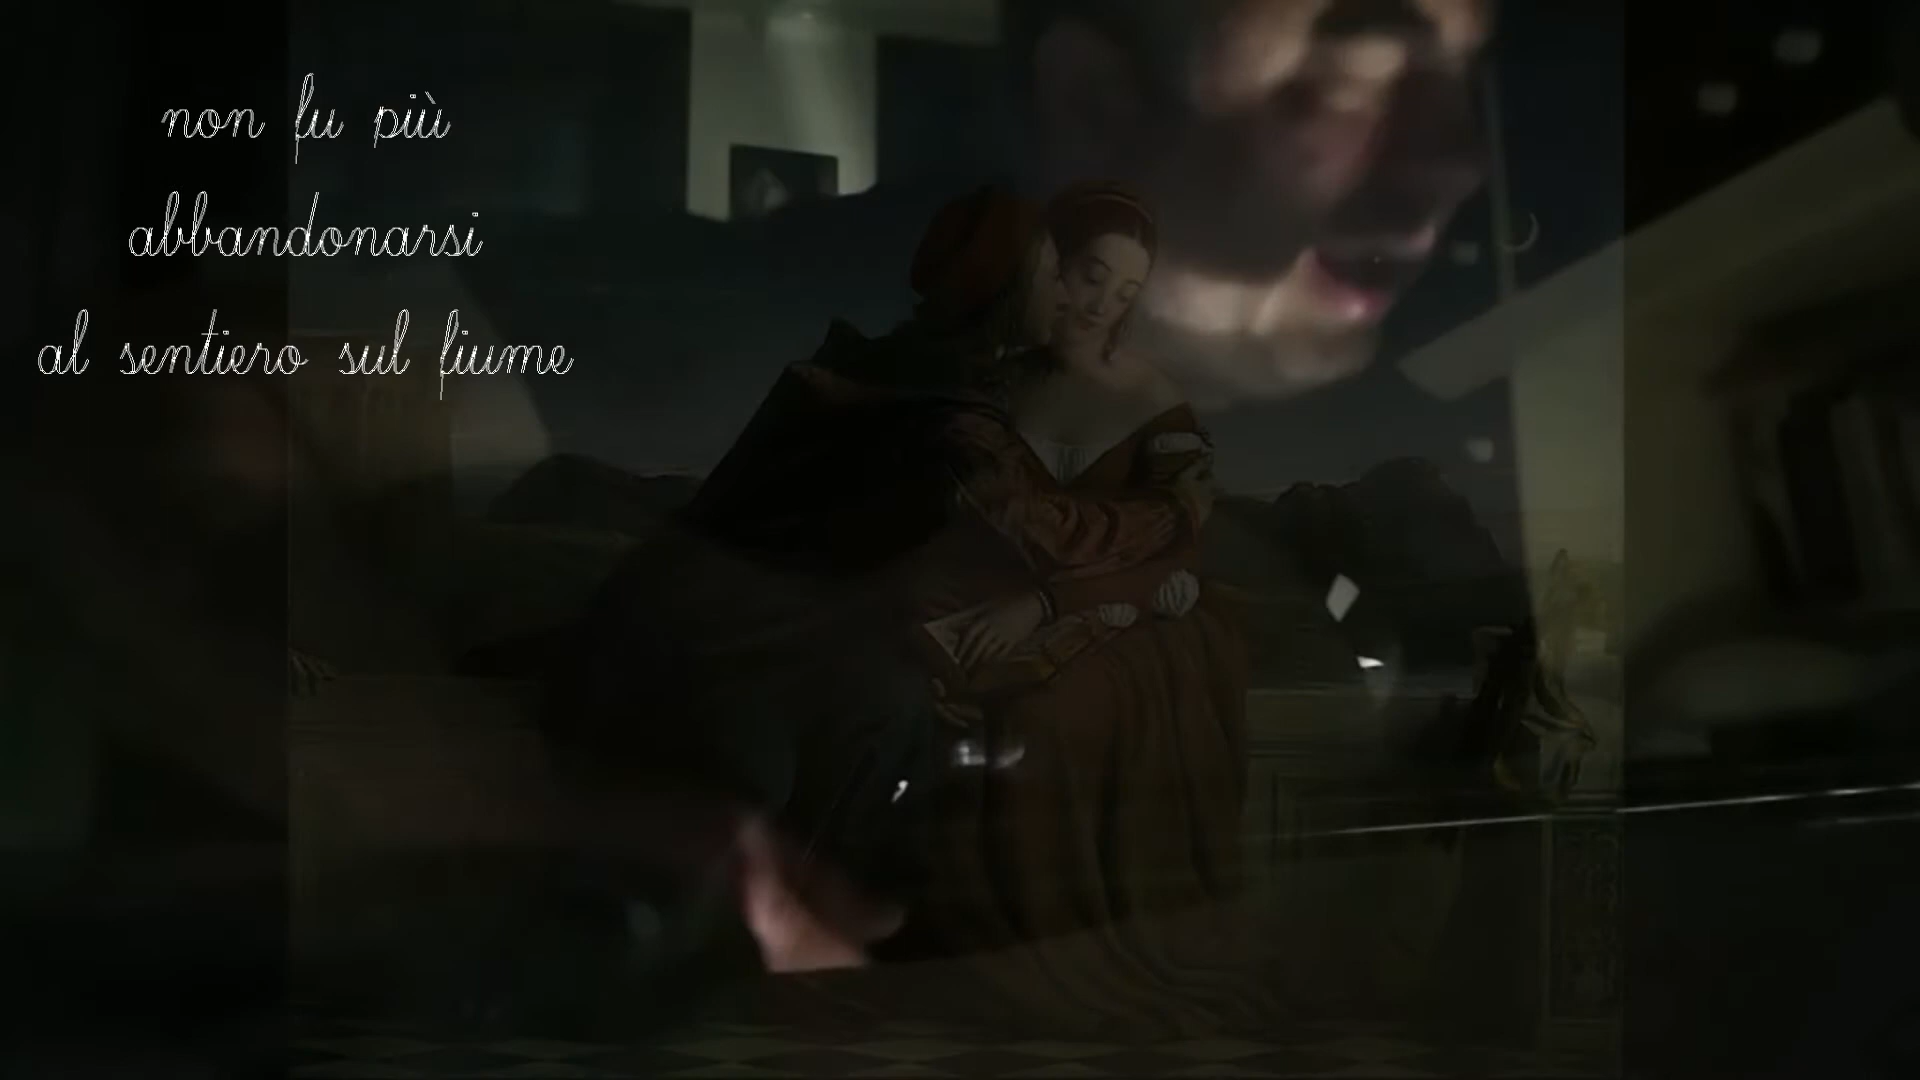 non fu più
abbandonarsi
al sentiero sul fiume